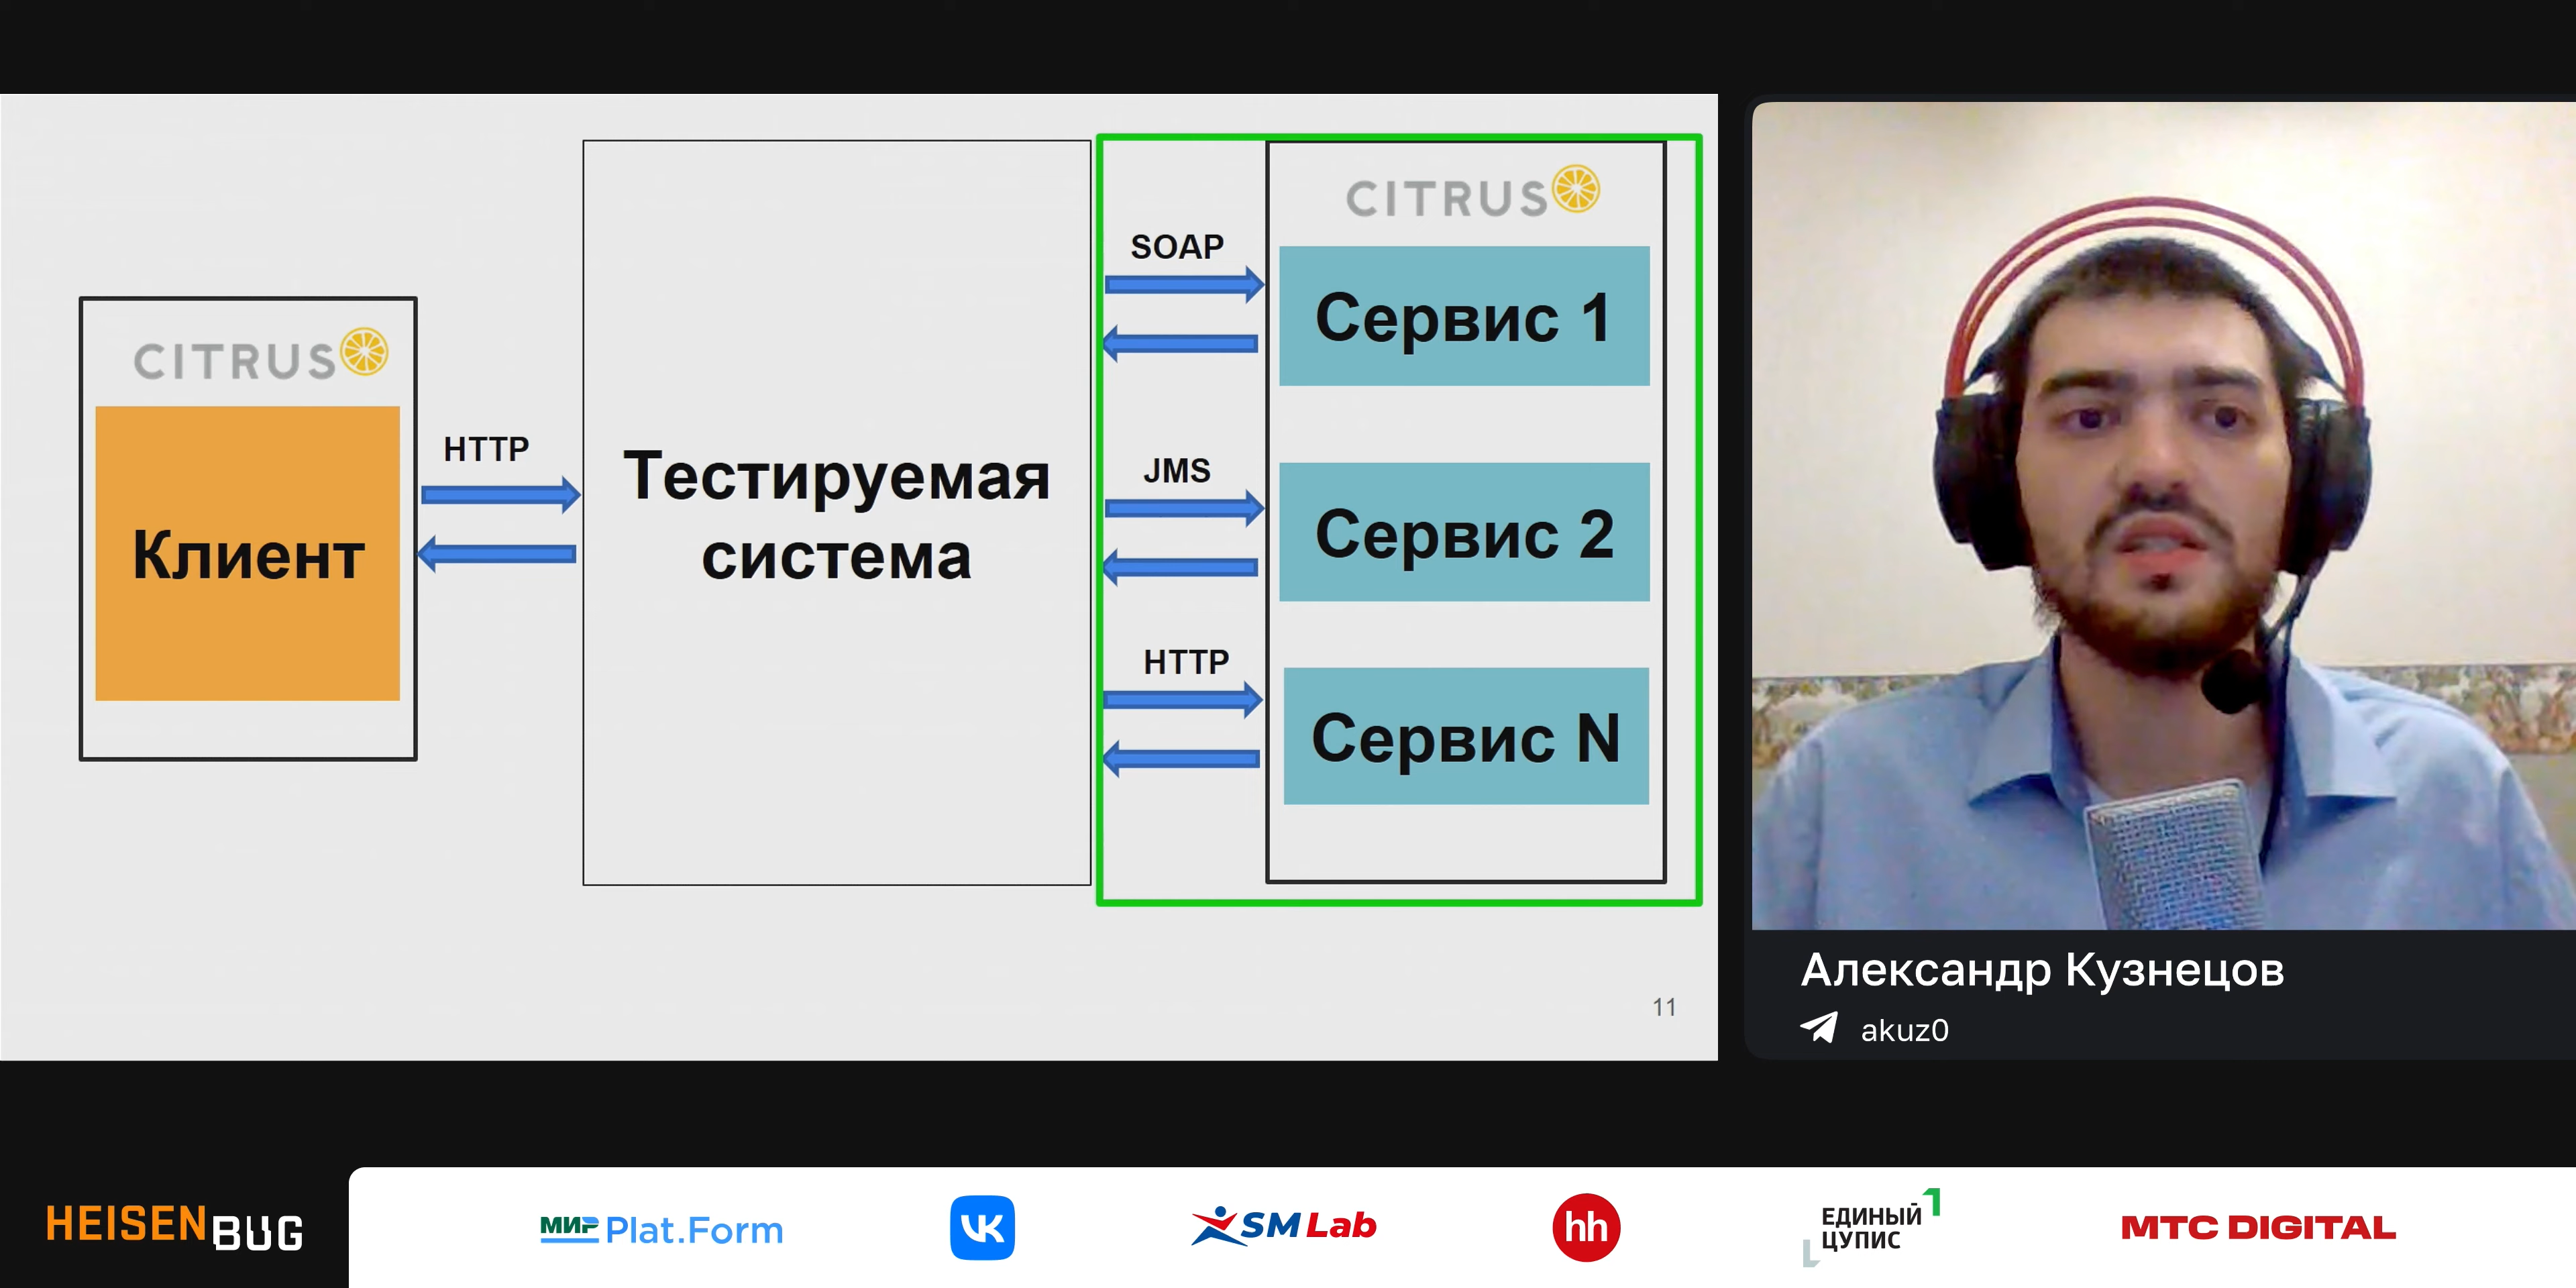 CITRUS
Клиент
HTTP
Тестируемая
система
SOAP
JMS
HTTP
CITRUS
Сервис 1
Сервис 2
Сервис N
11
Александр Кузнецов
akuz0
HEISENBUG
МИР Plat.Form
VK
SM Lab
hh
ЕДИНЫЙ
ЦУПИС
МТС DIGITAL